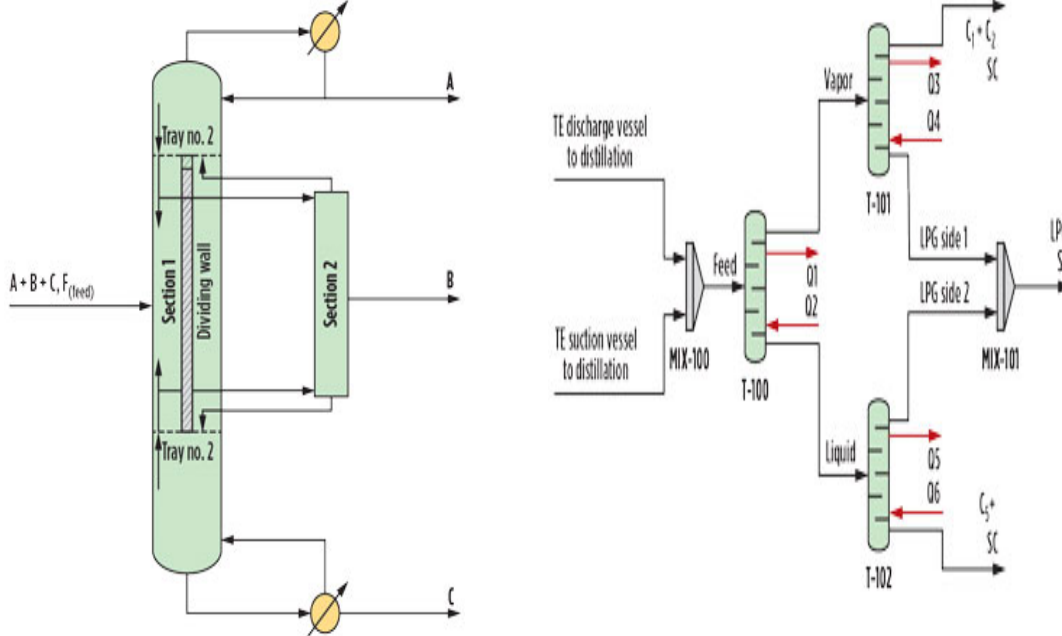 A
Tray no. 2
A + B + C, F(feed)
Section 1
Dividing wall
Section 2
B
Tray no. 2
C
TE discharge vessel
to distillation
TE suction vessel
to distillation
MIX-100
Feed
T-100
Q1
Q2
Vapor
Liquid
C₁ + C₂
SC
Q3
Q4
T-101
LPG side 1
LPG side 2
MIX-101
LP
S
Q5
Q6
C₅+
SC
T-102